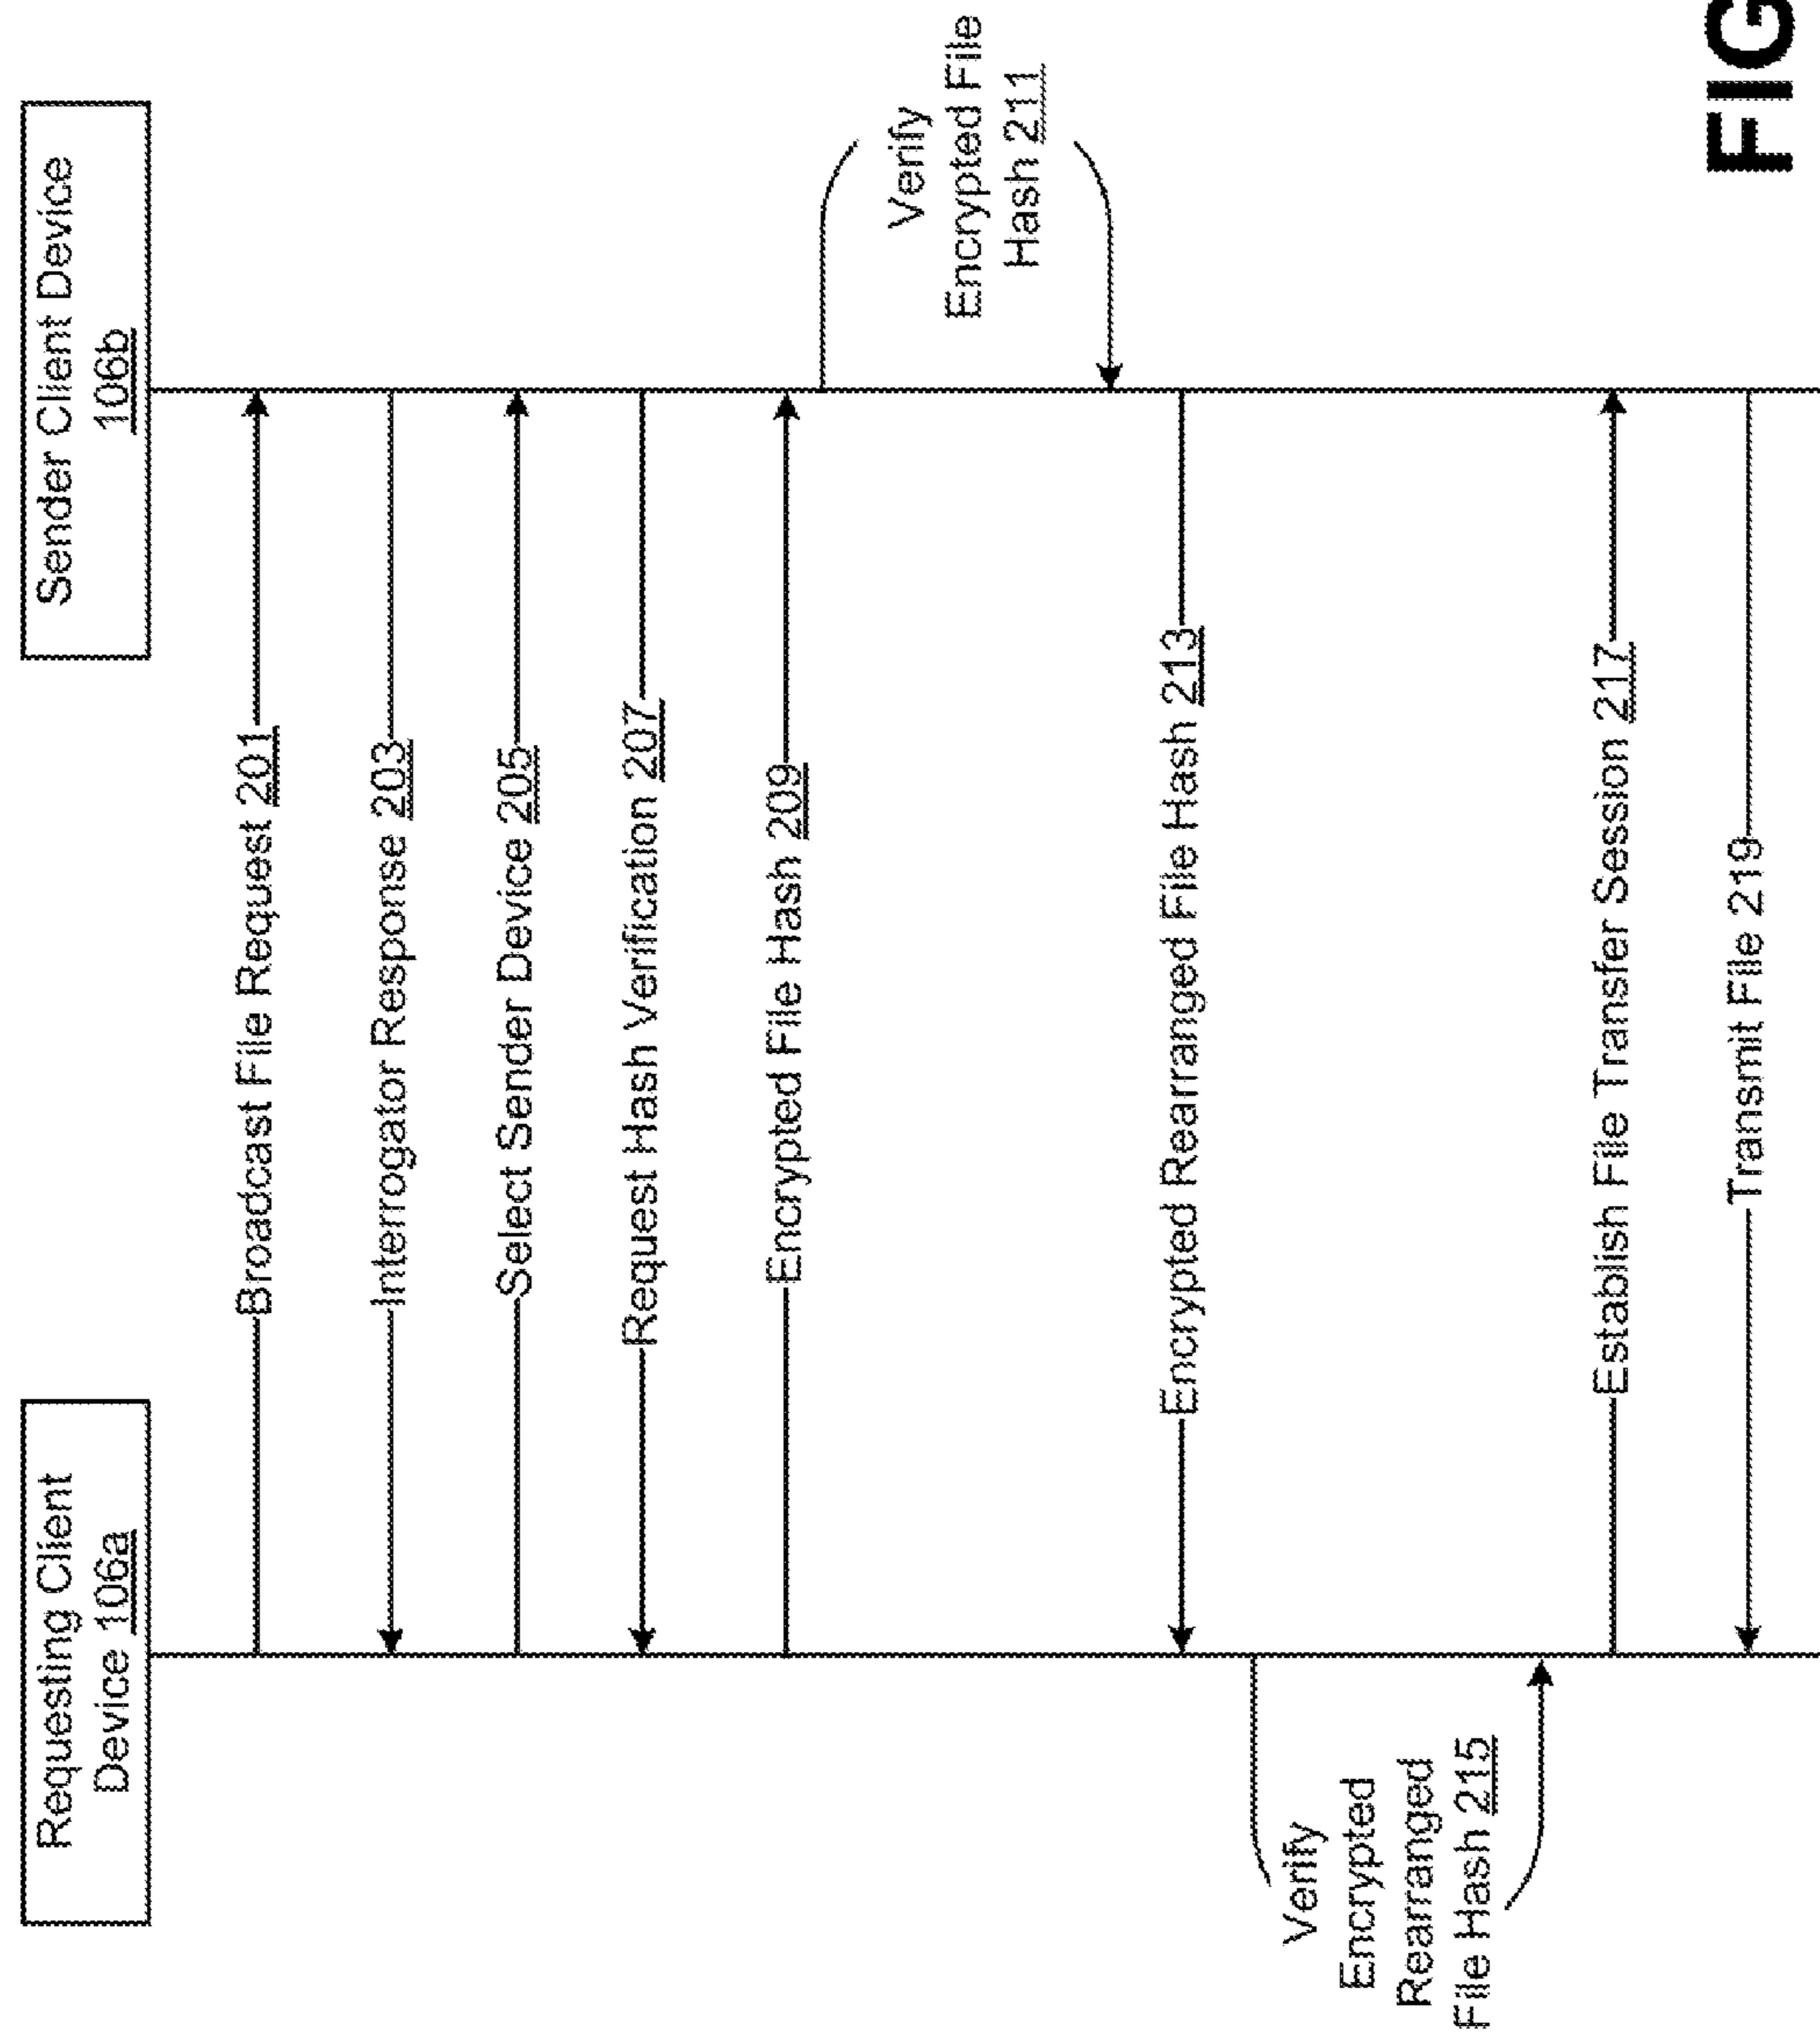 Requesting Client
Device 106a
Sender Client Device
106b
Broadcast File Request 201
Interrogator Response 203
Select Sender Device 205
Request Hash Verification 207
Encrypted File Hash 209
Verify
Encrypted File
Hash 211
Encrypted Rearranged File Hash 213
Verify
Encrypted
Rearranged
File Hash 215
Establish File Transfer Session 217
Transmit File 219
FIG